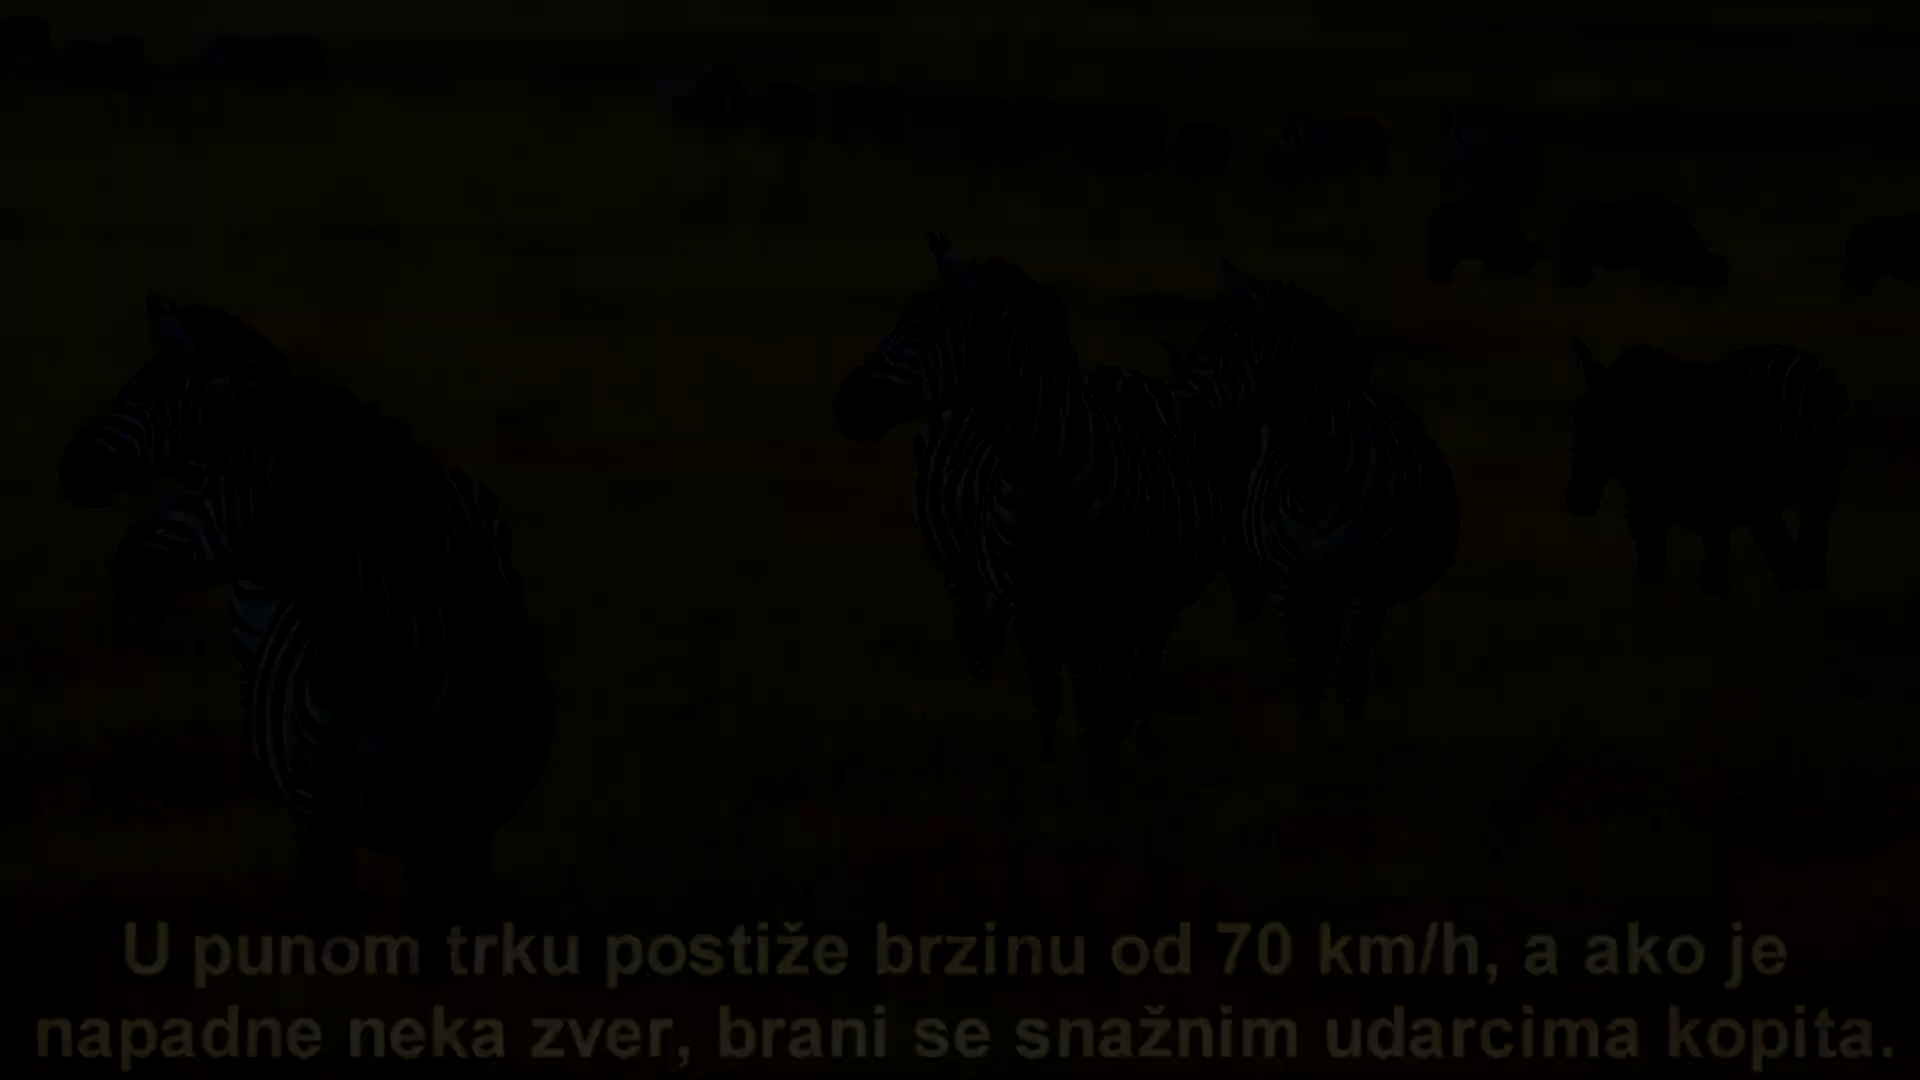 U punom trku postiže brzinu od 70 km/h, a ako je
napadne neka zver, brani se snažnim udarcima kopita.